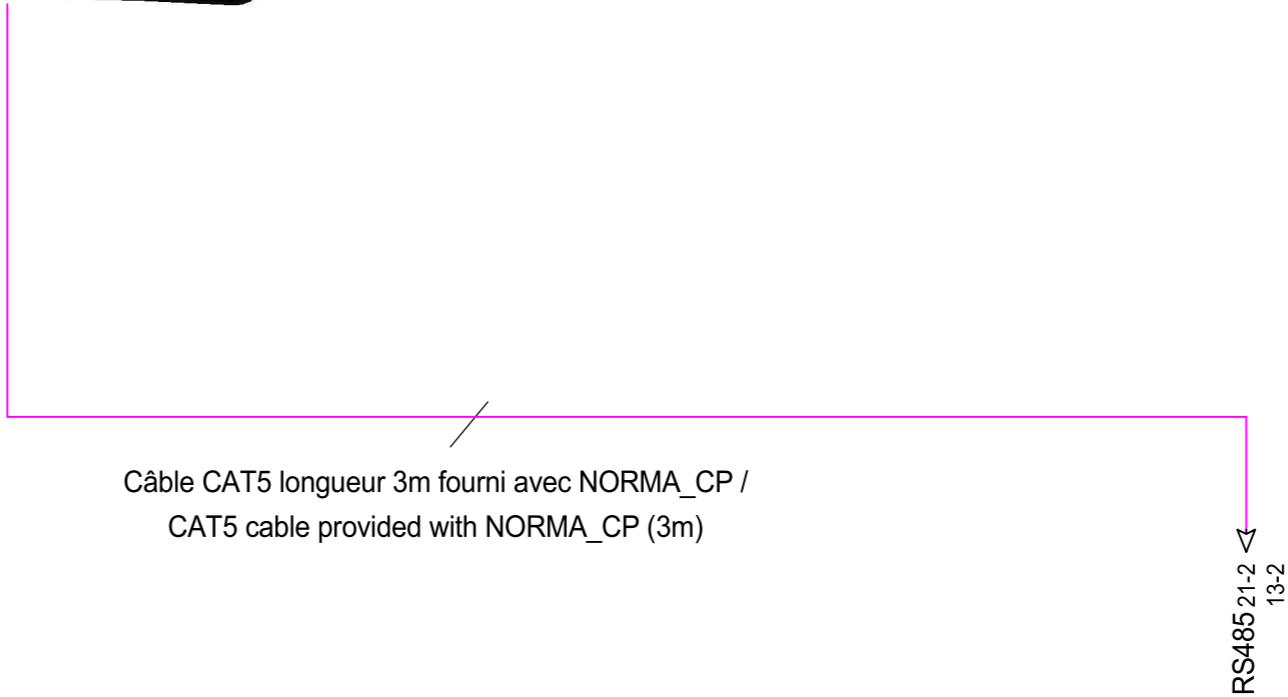 Câble CAT5 longueur 3m fourni avec NORMA_CP /
CAT5 cable provided with NORMA_CP (3m)
RS485 21-2
13-2